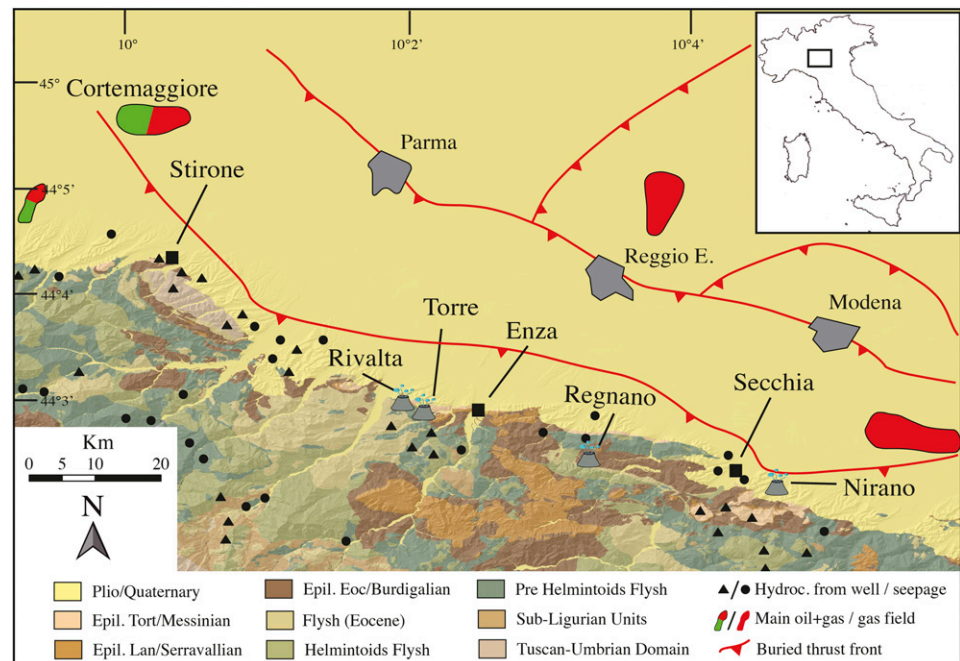 10°
10°2'
10°4'
45°
Cortemaggiore
Parma
Stirone
44°5'
Reggio E.
44°4'
Modena
Torre
Enza
Rivalta
Regnano
Secchia
44°3'
Km
0 5 10 20
N
Nirano
Plio/Quaternary
Epil. Eoc/Burdigalian
Pre Helmintoids Flysh
Hydroc. from well / seepage
Epil. Tort/Messinian
Flysh (Eocene)
Sub-Ligurian Units
Main oil+gas / gas field
Epil. Lan/Serravallian
Helmintoids Flysh
Tuscan-Umbrian Domain
Buried thrust front